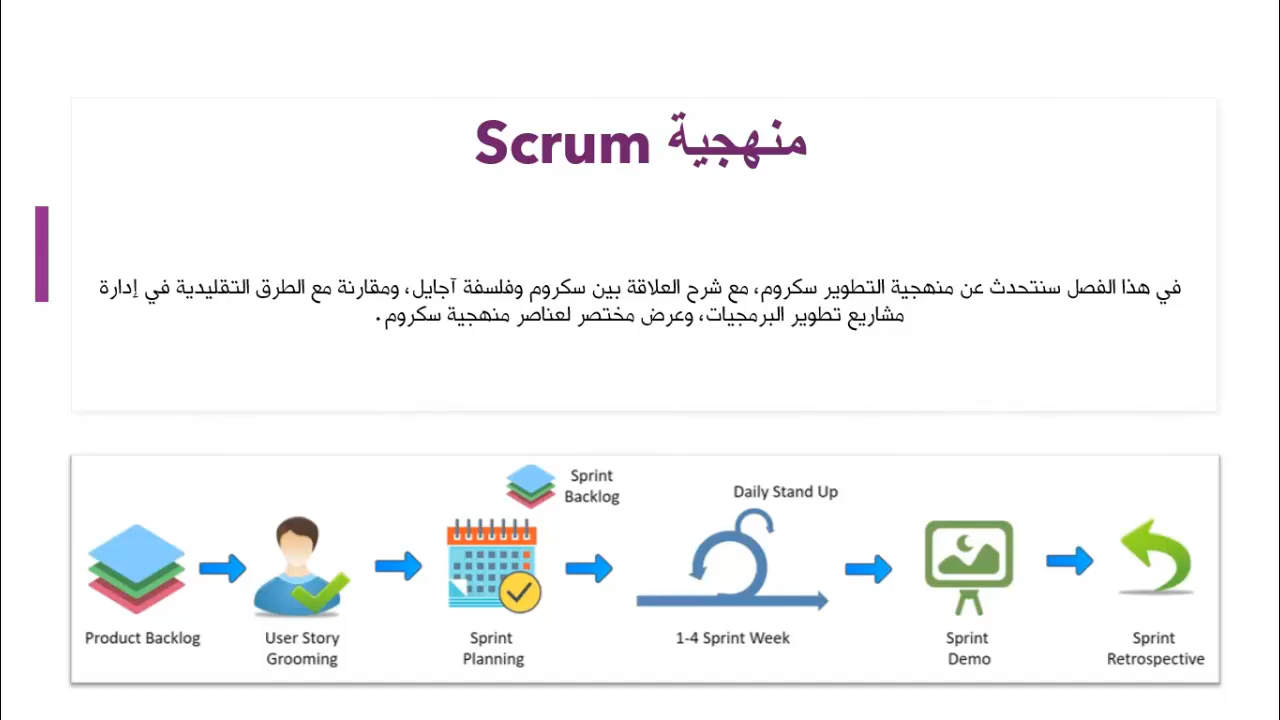 منهجية Scrum
في هذا الفصل سنتحدث عن منهجية التطوير سكروم، مع شرح العلاقة بين سكروم وفلسفة آجايل، ومقارنة مع الطرق التقليدية في إدارة
مشاريع تطوير البرمجيات، وعرض مختصر لعناصر منهجية سكروم.
Sprint
Backlog
Daily Stand Up
Product Backlog
User Story
Grooming
Sprint
Planning
1-4 Sprint Week
Sprint
Demo
Sprint
Retrospective